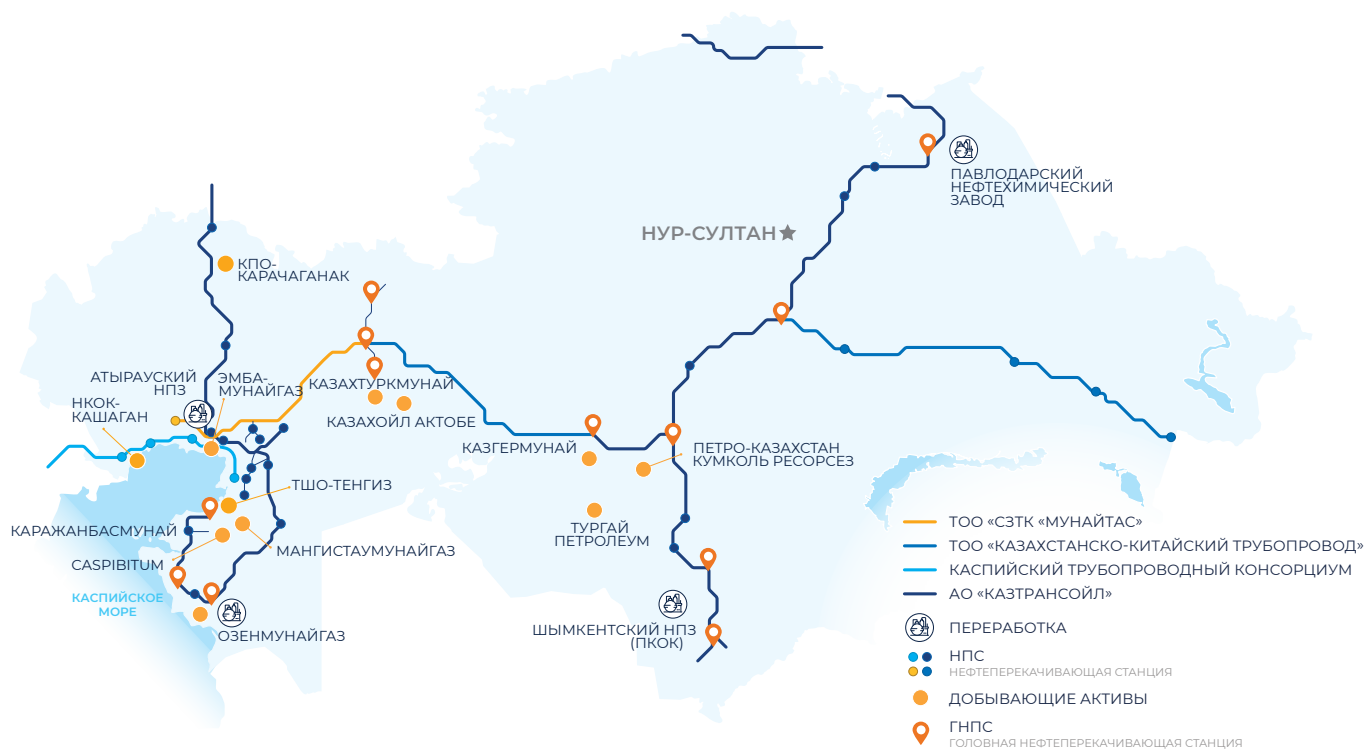 ПАВЛОДАРСКИЙ
НЕФТЕХИМИЧЕСКИЙ
ЗАВОД
НУР-СУЛТАН
КПО-
КАРАЧАГАНАК
АТЫРАУСКИЙ
НПЗ
ЭМБА-
МУНАЙГАЗ
КАЗАХТУРКМУНАЙ
НКОК-
КАШАГАН
КАЗАХОЙЛ АКТОБЕ
КАЗГЕРМУНАЙ
ПЕТРО-КАЗАХСТАН
КУМКОЛЬ РЕСОРСЕЗ
ТШО-ТЕНГИЗ
ТУРГАЙ
ПЕТРОЛЕУМ
КАРАЖАНБАСМУНАЙ
МАНГИСТАУМУНАЙГАЗ
CASPIBITUM
КАСПИЙСКОЕ
МОРЕ
ОЗЕНМУНАЙГАЗ
ШЫМКЕНТСКИЙ НПЗ
(ПКОК)
ТОО «СЗТК «МУНАЙТАС»
ТОО «КАЗАХСТАНСКО-КИТАЙСКИЙ ТРУБОПРОВОД»
КАСПИЙСКИЙ ТРУБОПРОВОДНЫЙ КОНСОРЦИУМ
АО «КАЗТРАНСОЙЛ»
ПЕРЕРАБОТКА
НПС
НЕФТЕПЕРЕКАЧИВАЮЩАЯ СТАНЦИЯ
ДОБЫВАЮЩИЕ АКТИВЫ
ГНПС
ГОЛОВНАЯ НЕФТЕПЕРЕКАЧИВАЮЩАЯ СТАНЦИЯ